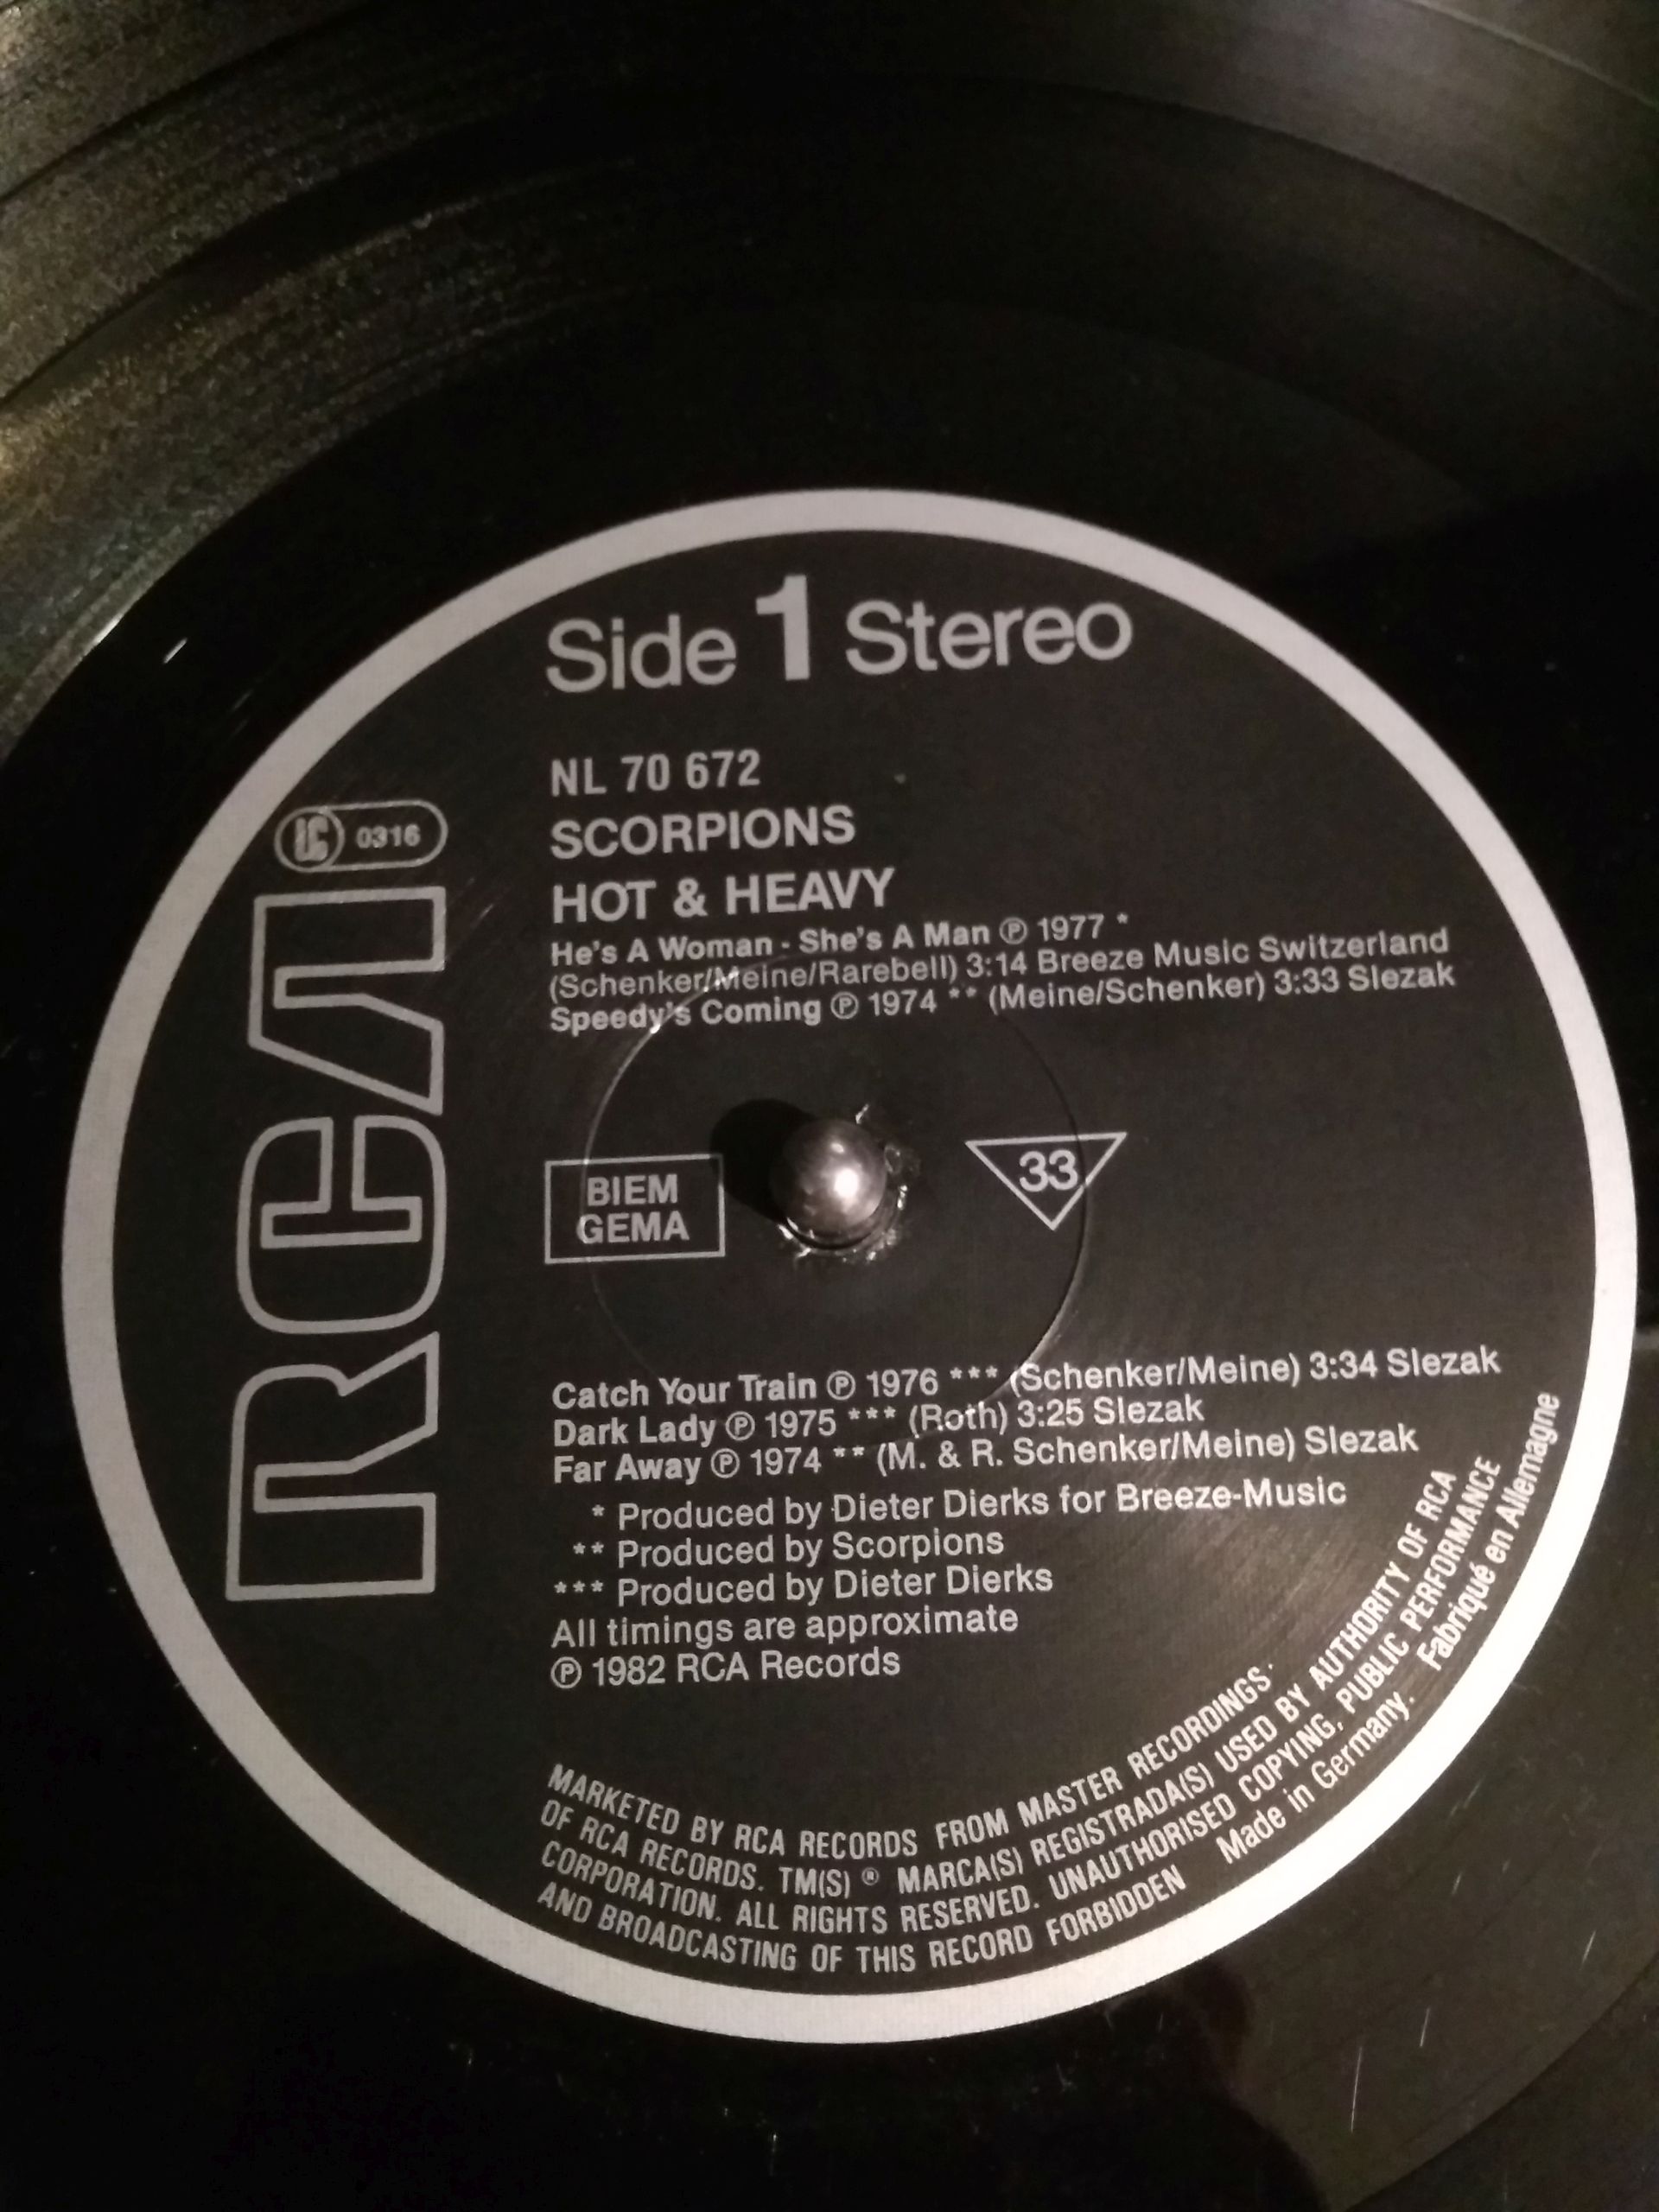 Side 1 Stereo
NL 70 672
SCORPIONS
HOT & HEAVY
He's A Woman - She's A Man ℗ 1977 *
(Schenker/Meine/Rarebell) 3:14 Breeze Music Switzerland
Speedy's Coming ℗ 1974 ** (Meine/Schenker) 3:33 Slezak
LC 0316
RCA
BIEM
GEMA
33
Catch Your Train ℗ 1976 *** (Schenker/Meine) 3:34 Slezak
Dark Lady ℗ 1975 *** (Roth) 3:25 Slezak
Far Away ℗ 1974 ** (M. & R. Schenker/Meine) Slezak
* Produced by Dieter Dierks for Breeze-Music
** Produced by Scorpions
*** Produced by Dieter Dierks
All timings are approximate
℗ 1982 RCA Records
MARKETED BY RCA RECORDS FROM MASTER RECORDINGS
OF RCA RECORDS. TM(S) ® MARCA(S) REGISTRADA(S) USED BY AUTHORITY OF RCA
CORPORATION. ALL RIGHTS RESERVED. UNAUTHORISED COPYING, PUBLIC PERFORMANCE
AND BROADCASTING OF THIS RECORD FORBIDDEN Made in Germany. Fabriqué en Allemagne